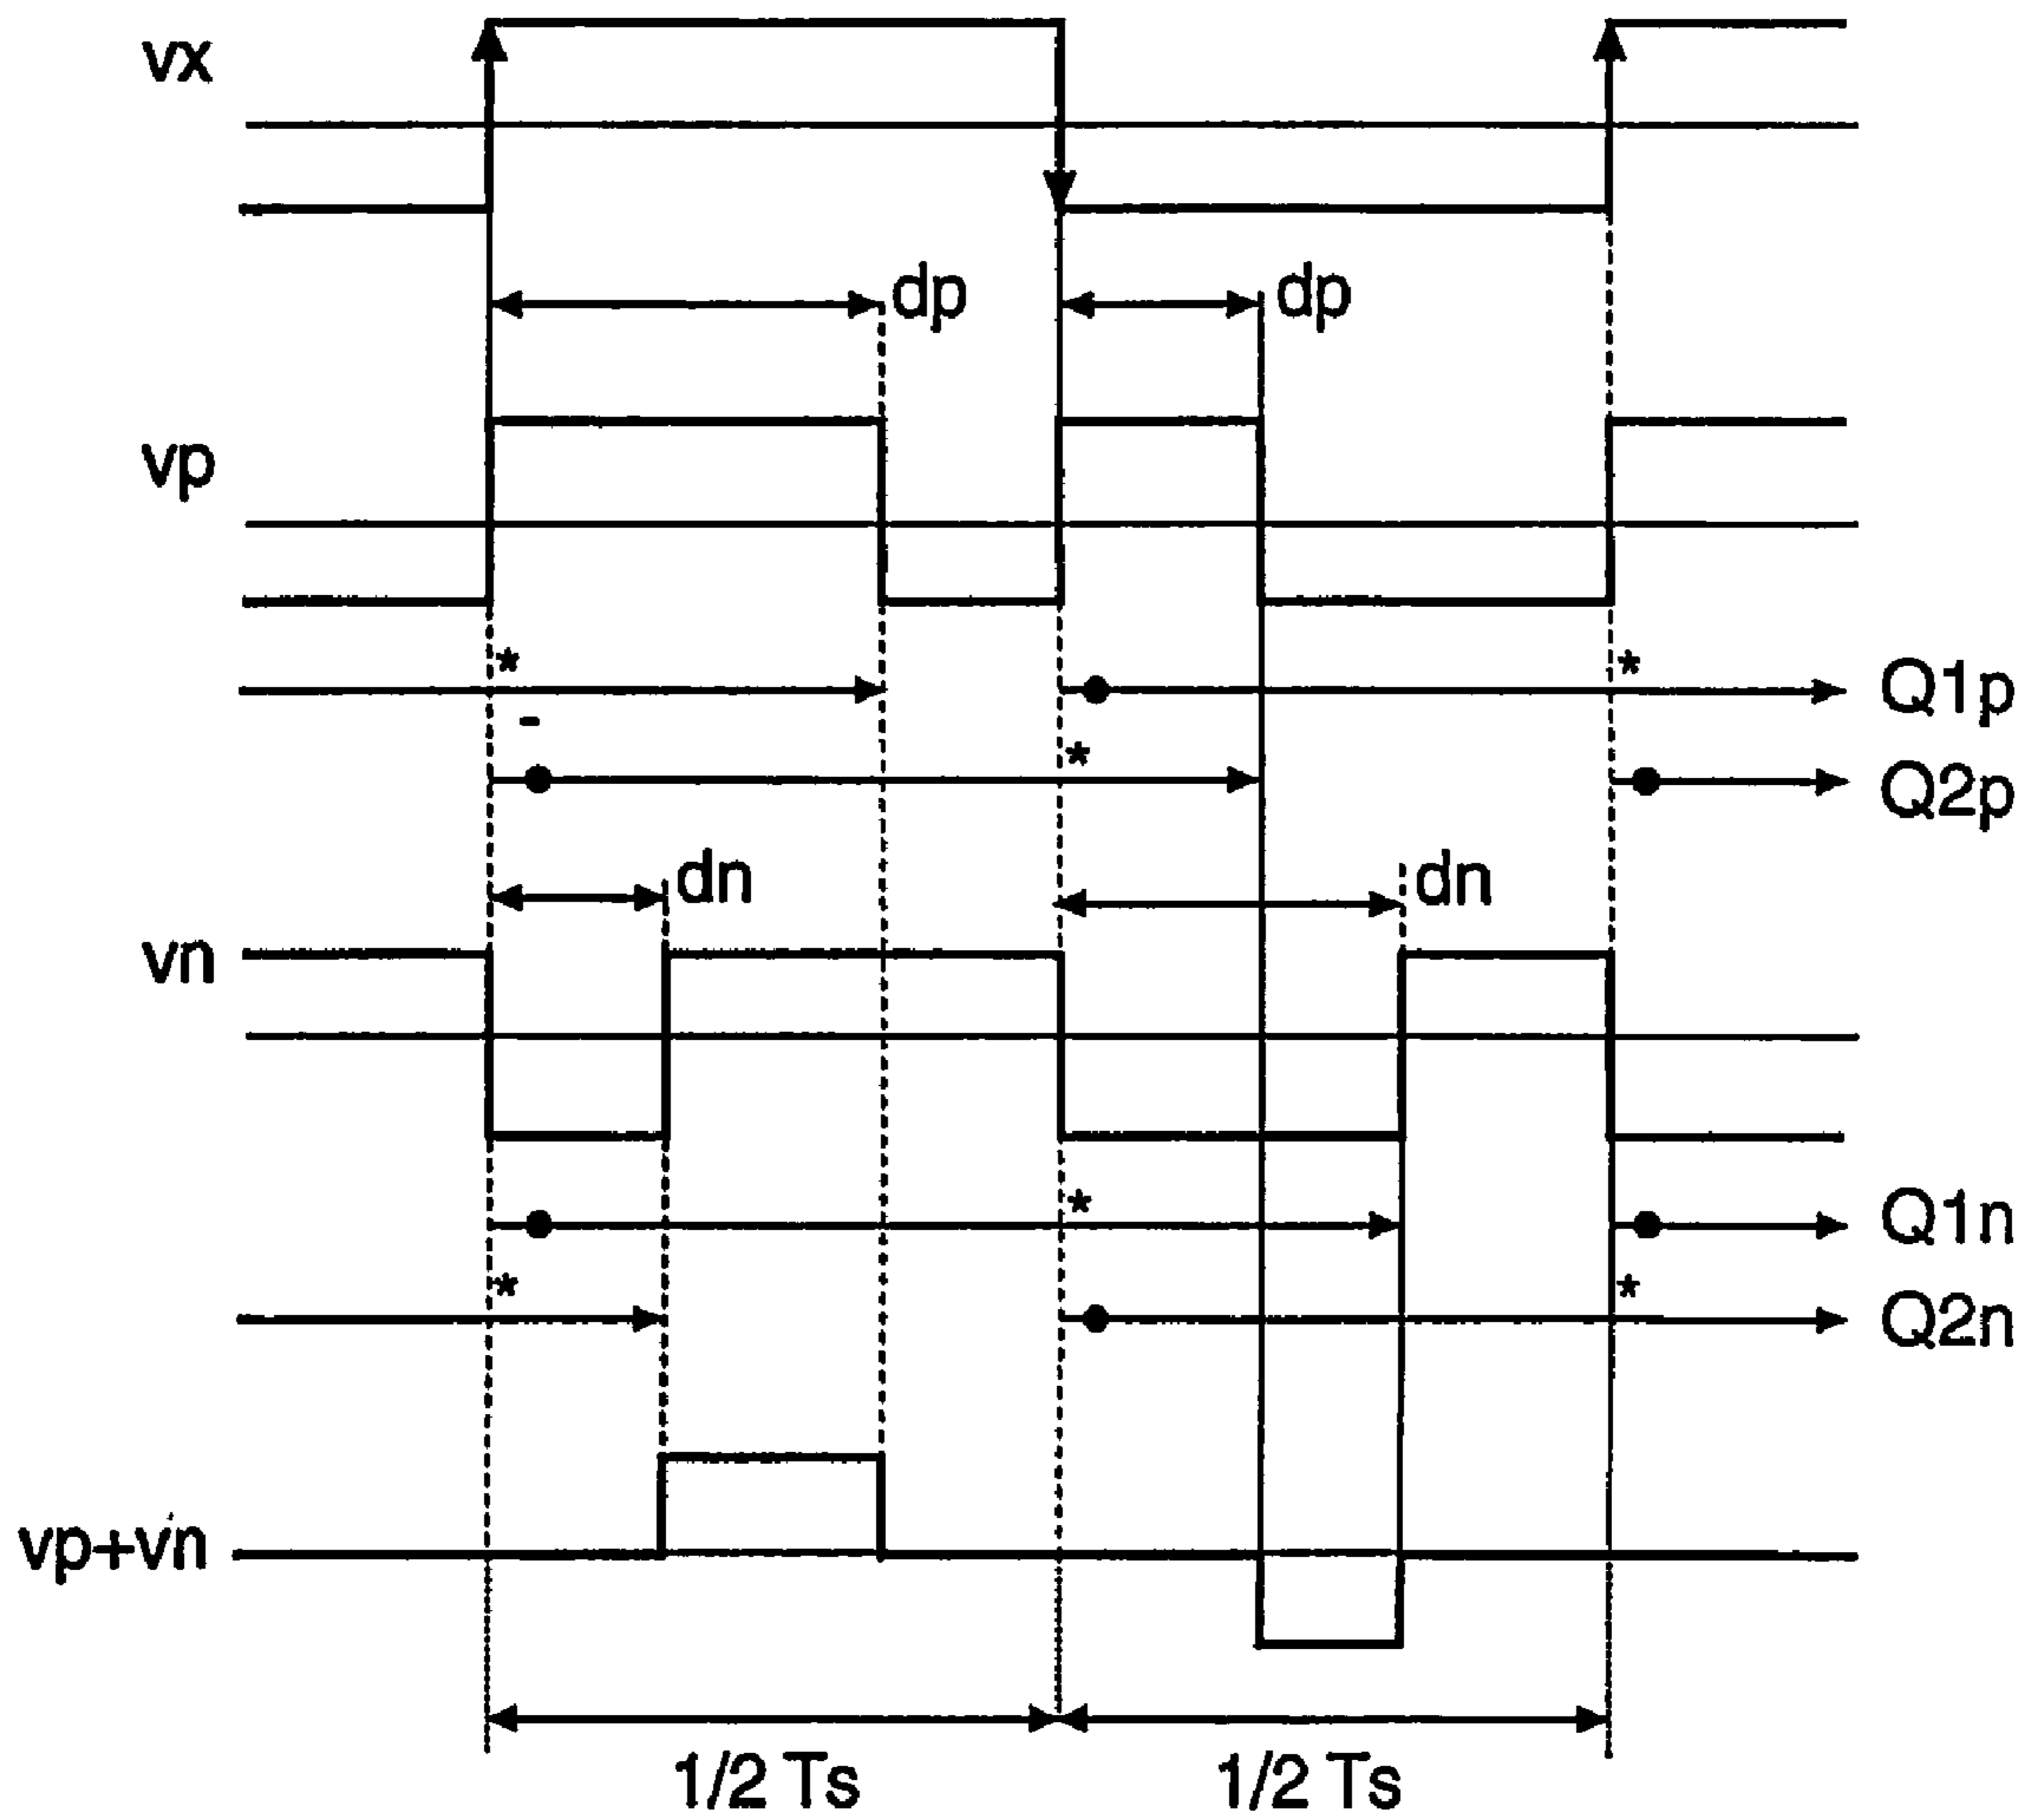 vx
dp
dp
vp
*
*
Q1p
-
*
Q2p
dn
dn
vn
*
Q1n
*
*
Q2n
vp+vn
1/2 Ts
1/2 Ts